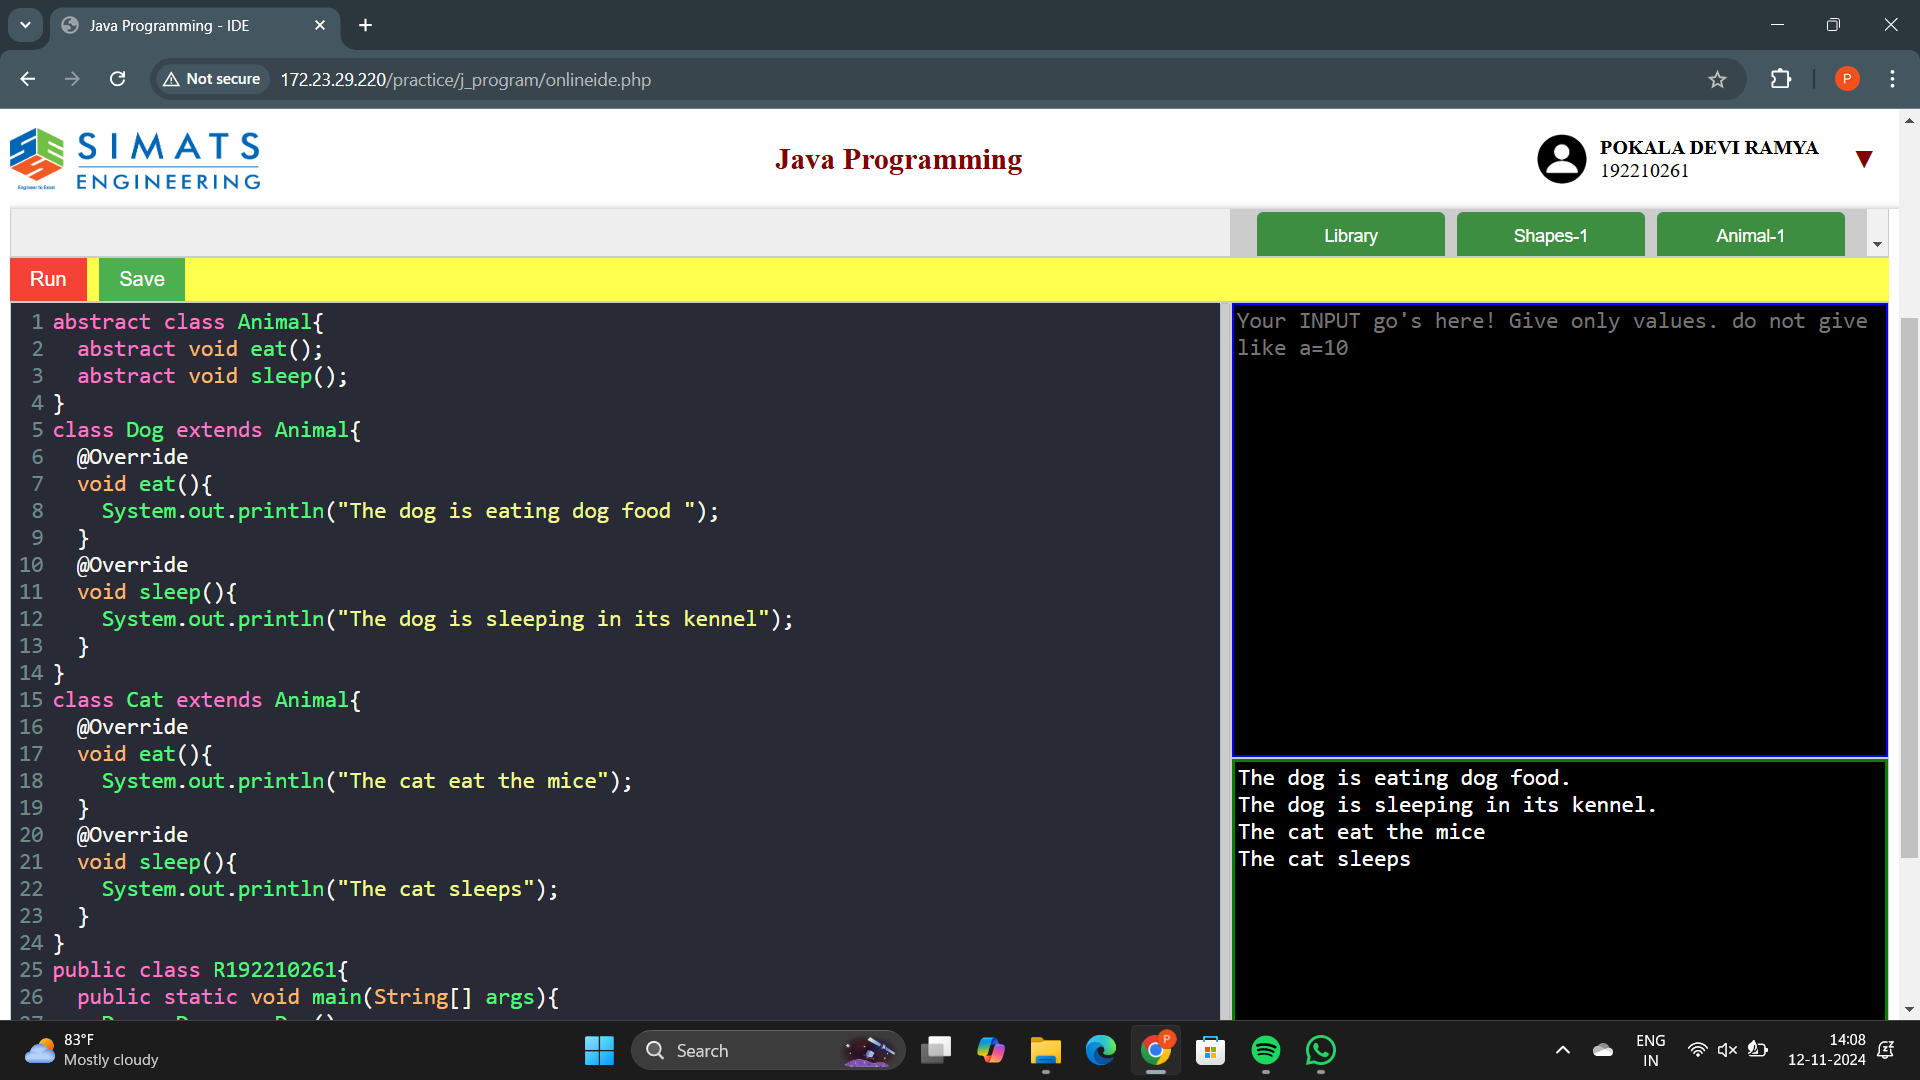 Java Programming - IDE
Not secure
172.23.29.220/practice/j_program/onlineide.php
P
SIMATS
ENGINEERING
Engineer to Excel
Java Programming
POKALA DEVI RAMYA
192210261
Library
Shapes-1
Animal-1
Run
Save
1 abstract class Animal{
2 abstract void eat();
3 abstract void sleep();
4 }
5 class Dog extends Animal{
6 @Override
7 void eat(){
8 System.out.println("The dog is eating dog food ");
9 }
10 @Override
11 void sleep(){
12 System.out.println("The dog is sleeping in its kennel");
13 }
14 }
15 class Cat extends Animal{
16 @Override
17 void eat(){
18 System.out.println("The cat eat the mice");
19 }
20 @Override
21 void sleep(){
22 System.out.println("The cat sleeps");
23 }
24 }
25 public class R192210261{
26 public static void main(String[] args){
Your INPUT go's here! Give only values. do not give
like a=10
The dog is eating dog food.
The dog is sleeping in its kennel.
The cat eat the mice
The cat sleeps
83°F
Mostly cloudy
Search
P
ENG
IN
14:08
12-11-2024